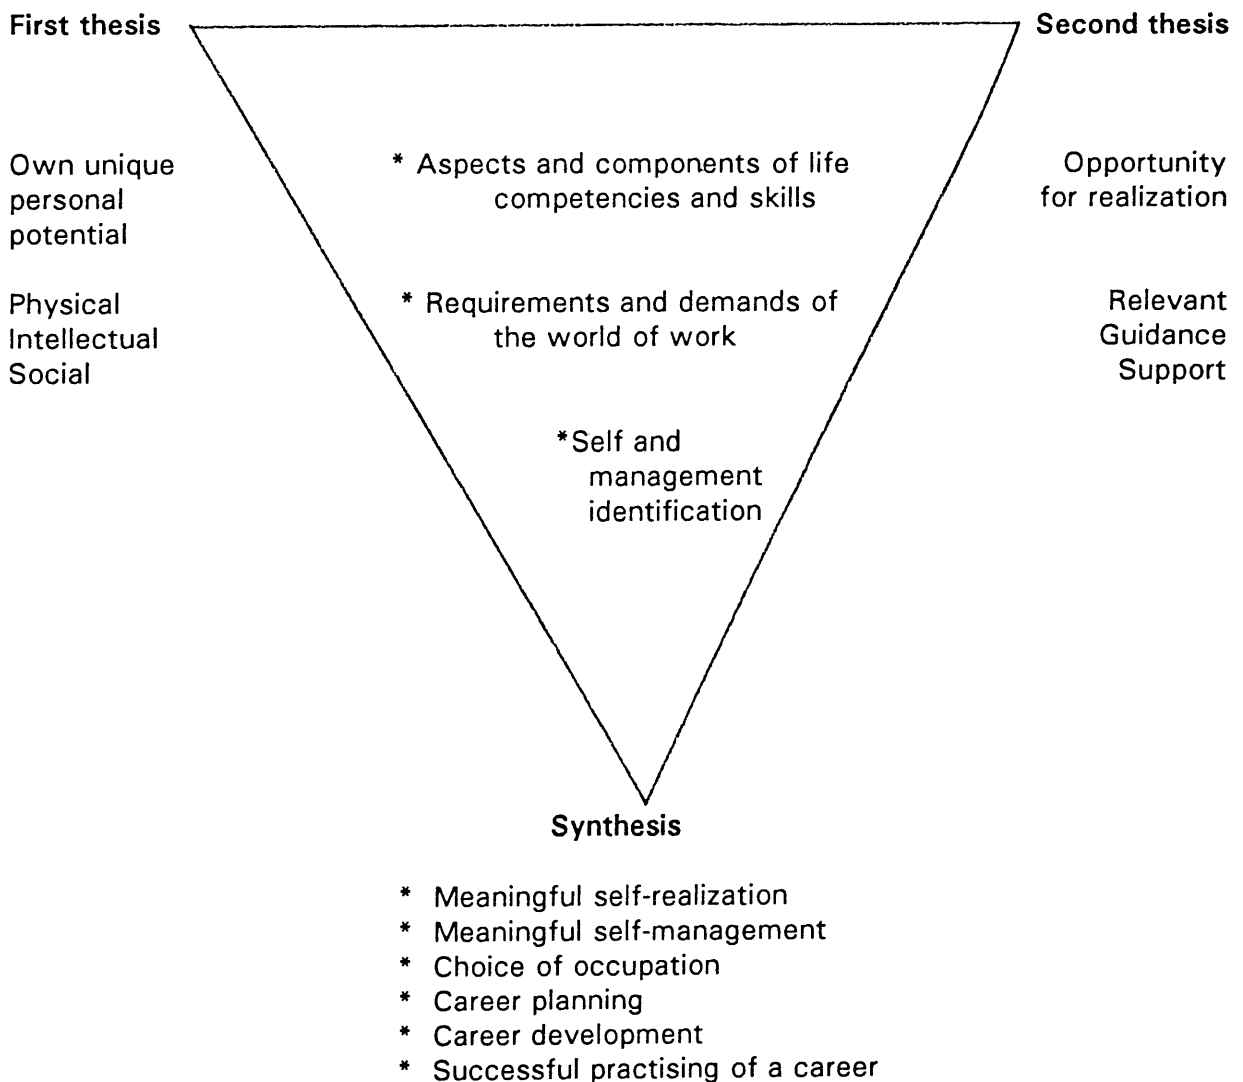 First thesis
Second thesis
Own unique
personal
potential
Physical
Intellectual
Social
* Aspects and components of life
competencies and skills
* Requirements and demands of
the world of work
*Self and
management
identification
Opportunity
for realization
Relevant
Guidance
Support
Synthesis
* Meaningful self-realization
* Meaningful self-management
* Choice of occupation
* Career planning
* Career development
* Successful practising of a career